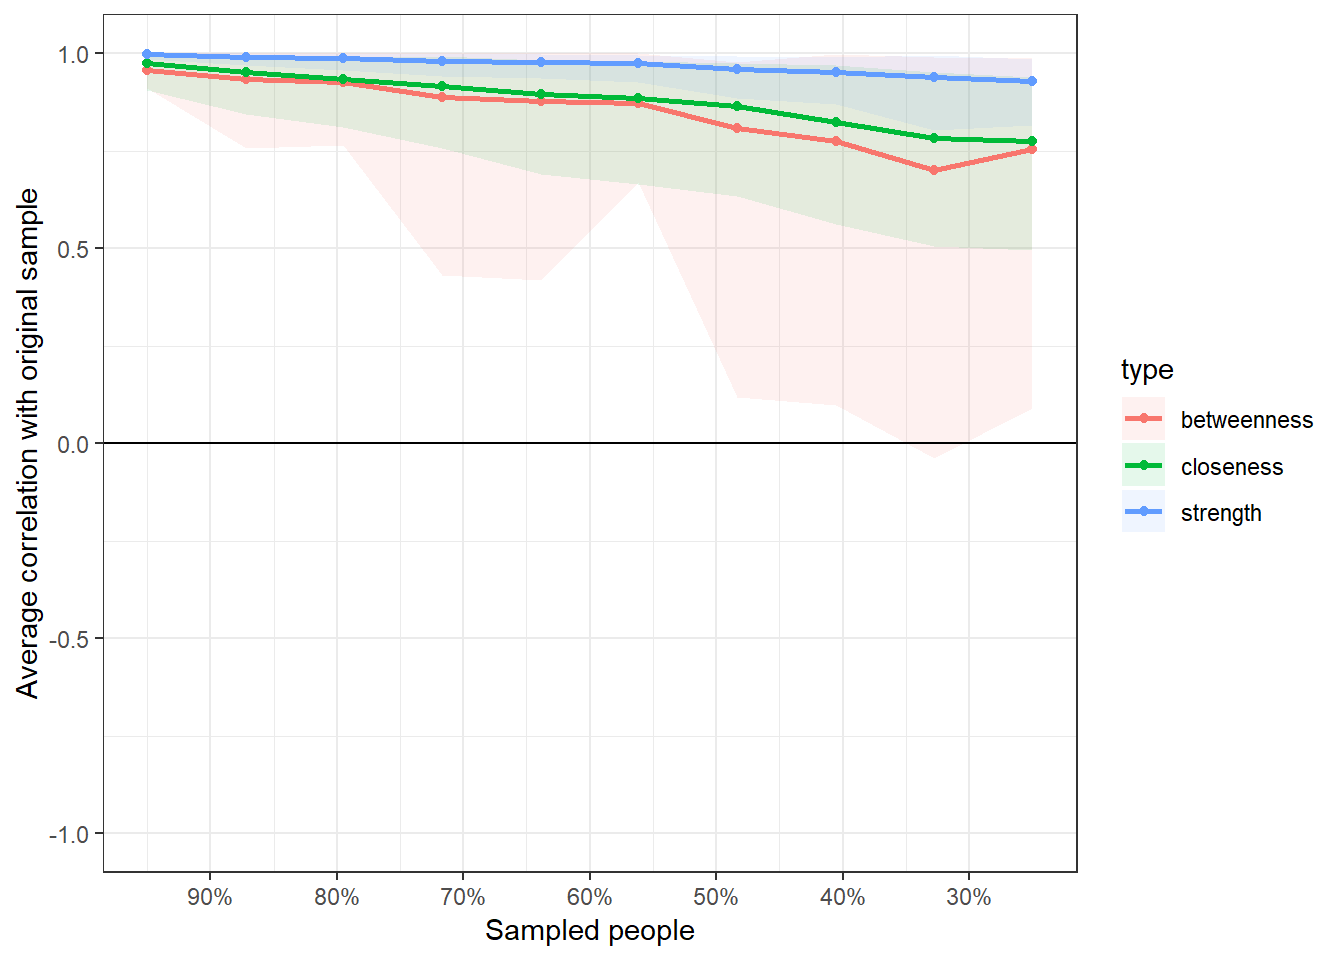 Average correlation with original sample
1.0
0.5
0.0
-0.5
-1.0
90% 80% 70% 60% 50% 40% 30%
Sampled people
type
betweenness
closeness
strength